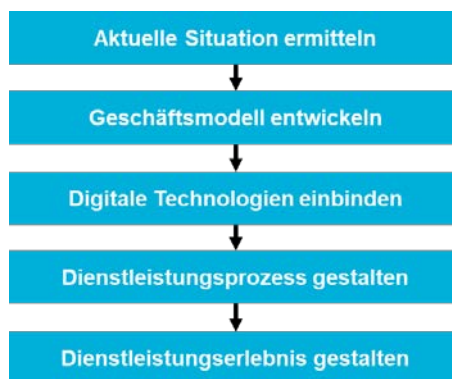 Aktuelle Situation ermitteln
Geschäftsmodell entwickeln
Digitale Technologien einbinden
Dienstleistungsprozess gestalten
Dienstleistungserlebnis gestalten